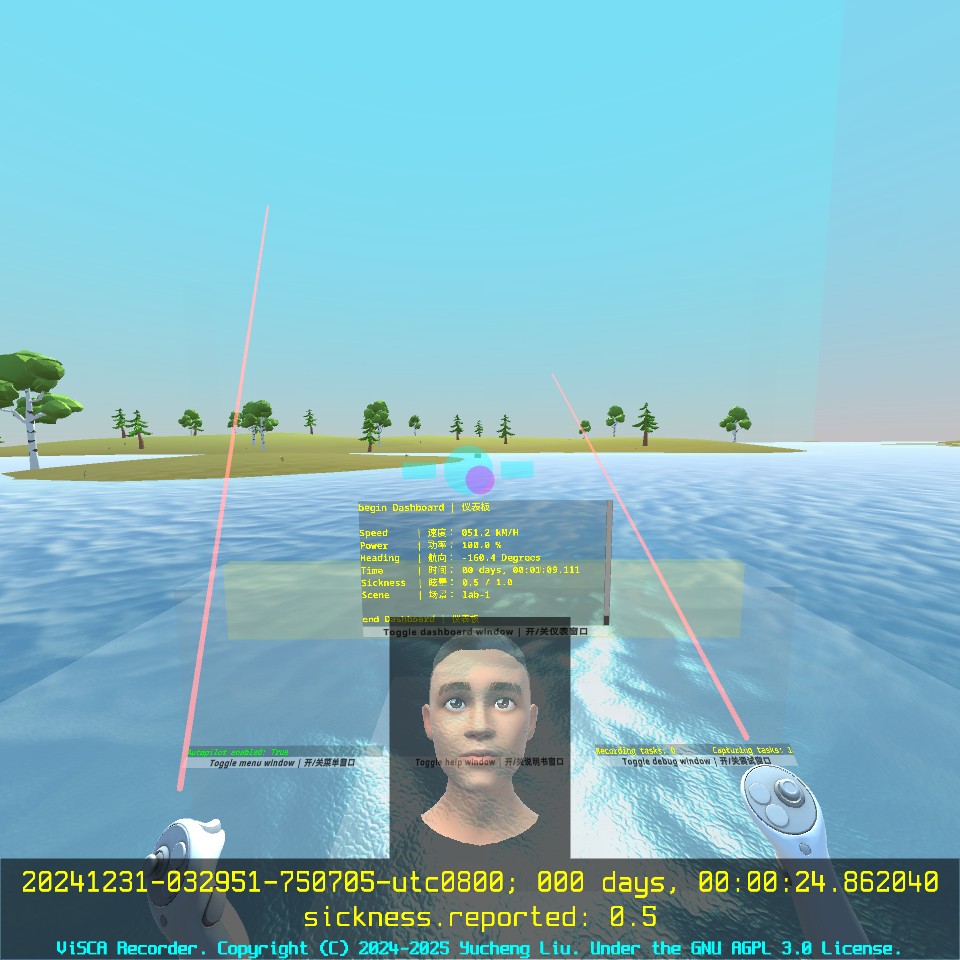 begin Dashboard | 仪表板
Speed | 速度: 051.2 kM/H
Power | 功率: 100.0 %
Heading | 航向: -160.4 Degrees
Time | 时间: 00 days, 00:01:09.111
Sickness | 眩晕: 0.5 / 1.0
Scene | 场景: lab-1
end Dashboard | 仪表板
Toggle dashboard window | 开/关仪表窗口
Autopilot enabled: True
Toggle menu window | 开/关菜单窗口
Toggle help window | 开/关说明书窗口
Recording tasks: 0 Capturing tasks: 1
Toggle debug window | 开/关调试窗口
20241231-032951-750705-utc0800; 000 days, 00:00:24.862040
sickness.reported: 0.5
ViSCA Recorder. Copyright (C) 2024-2025 Yucheng Liu. Under the GNU AGPL 3.0 License.